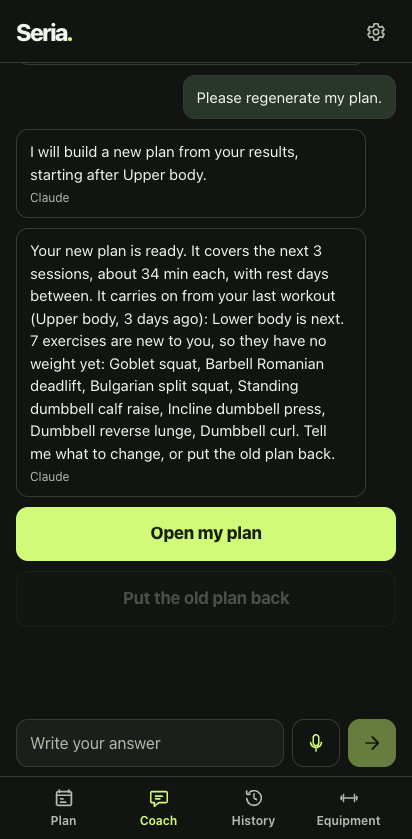 Seria.
Please regenerate my plan.
I will build a new plan from your results,
starting after Upper body.
Claude
Your new plan is ready. It covers the next 3
sessions, about 34 min each, with rest days
between. It carries on from your last workout
(Upper body, 3 days ago): Lower body is next.
7 exercises are new to you, so they have no
weight yet: Goblet squat, Barbell Romanian
deadlift, Bulgarian split squat, Standing
dumbbell calf raise, Incline dumbbell press,
Dumbbell reverse lunge, Dumbbell curl. Tell
me what to change, or put the old plan back.
Claude
Open my plan
Put the old plan back
Write your answer
Plan
Coach
History
Equipment